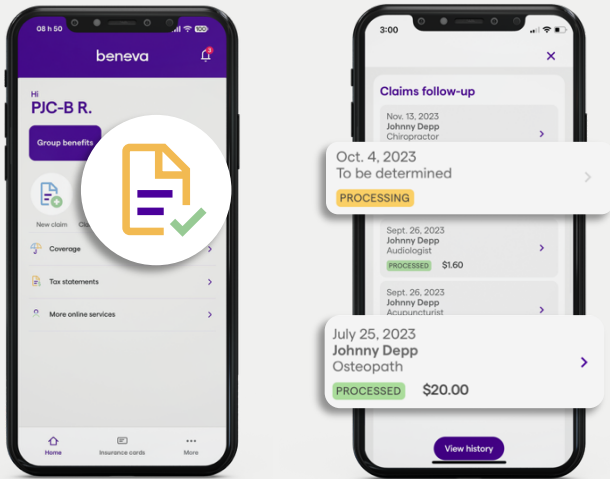 08 h 50
beneva
3
Hi
PJC-B R.
Group benefits
New claim
Coverage
Tax statements
More online services
Home
Insurance cards
More
3:00
Claims follow-up
Nov. 13, 2023
Johnny Depp
Chiropractor
Oct. 4, 2023
To be determined
PROCESSING
Sept. 26, 2023
Johnny Depp
Audiologist
PROCESSED $1.60
Sept. 26, 2023
Johnny Depp
Acupuncturist
July 25, 2023
Johnny Depp
Osteopath
PROCESSED $20.00
View history